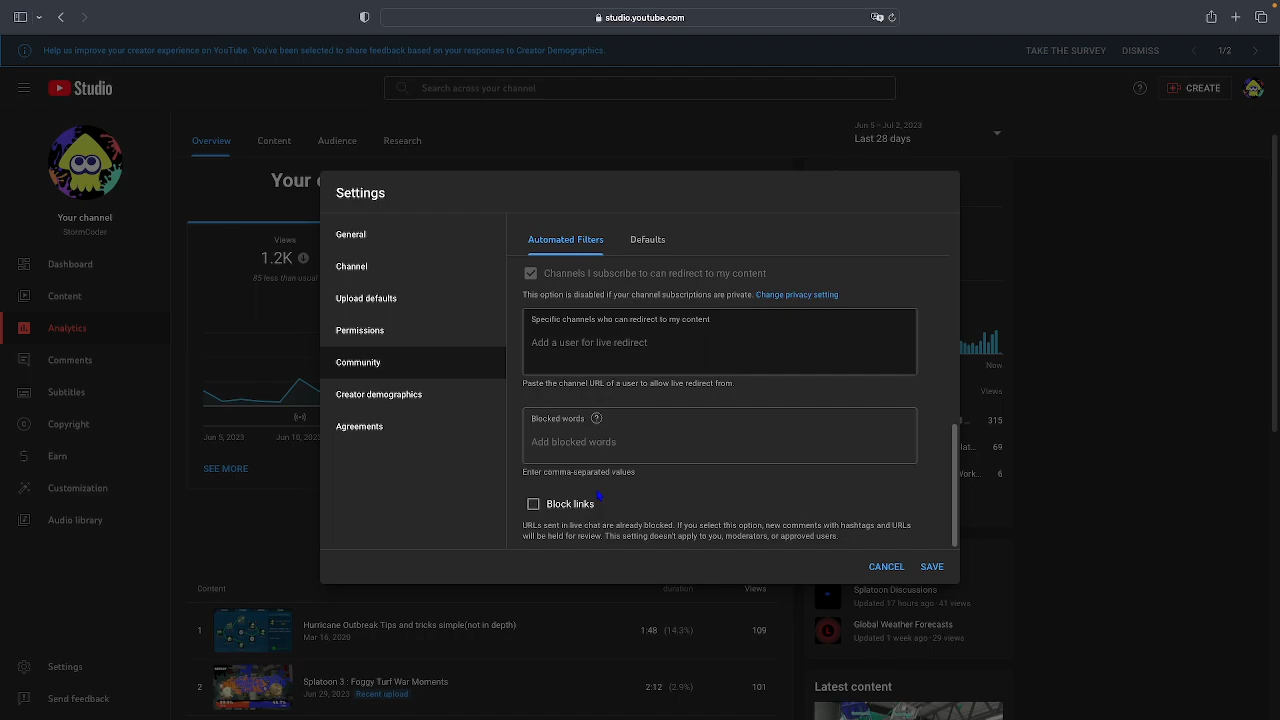 studio.youtube.com
Help us improve your creator experience on YouTube. You've been selected to share feedback based on your responses to Creator Demographics.
TAKE THE SURVEY
DISMISS
1/2
Studio
Search across your channel
CREATE
Your channel
StormCoder
Dashboard
Content
Analytics
Comments
Subtitles
Copyright
Earn
Customization
Audio library
Settings
Send feedback
Overview
Content
Audience
Research
Jun 5 – Jul 2, 2023
Last 28 days
Your
Views
1.2K
85 less than usual
Jun 5, 2023
Jun 10,
SEE MORE
Settings
General
Channel
Upload defaults
Permissions
Community
Creator demographics
Agreements
Automated Filters
Defaults
Channels I subscribe to can redirect to my content
This option is disabled if your channel subscriptions are private. Change privacy setting
Specific channels who can redirect to my content
Add a user for live redirect
Paste the channel URL of a user to allow live redirect from
Blocked words
Add blocked words
Enter comma-separated values
Block links
URLs sent in live chat are already blocked. If you select this option, new comments with hashtags and URLs
will be held for review. This setting doesn't apply to you, moderators, or approved users.
CANCEL
SAVE
Now
Views
315
74
6
Content
duration
Views
1
Hurricane Outbreak Tips and tricks simple(not in depth)
Mar 16, 2020
1:48 (14.3%)
109
2
Splatoon 3 : Foggy Turf War Moments
Jun 29, 2023
Recent upload
2:12 (2.9%)
101
Splatoon Discussions
Updated 17 hours ago · 41 views
Global Weather Forecasts
Updated 1 week ago · 29 views
Latest content